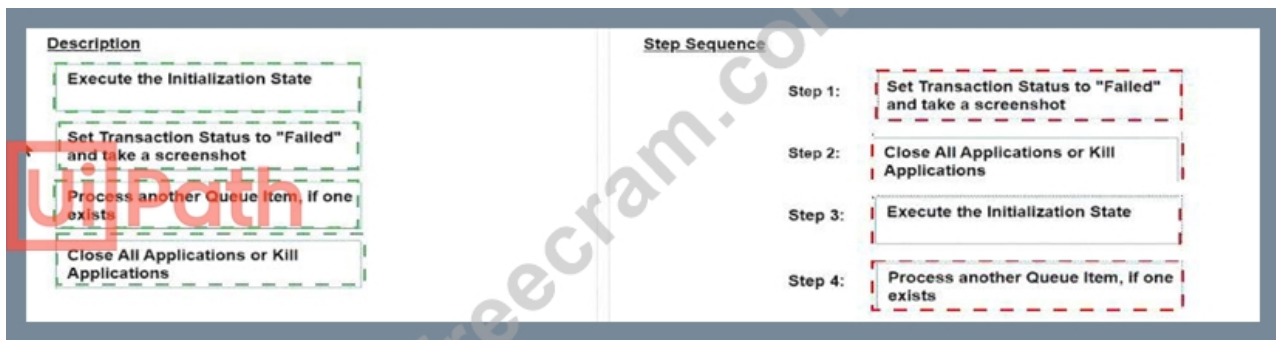 Description
Execute the Initialization State
Set Transaction Status to "Failed"
and take a screenshot
Process another Queue Item, if one
exists
Close All Applications or Kill
Applications
UiPath
Step Sequence
Step 1:
Set Transaction Status to "Failed"
and take a screenshot
Step 2:
Close All Applications or Kill
Applications
Step 3:
Execute the Initialization State
Step 4:
Process another Queue Item, if one
exists
freecram.com